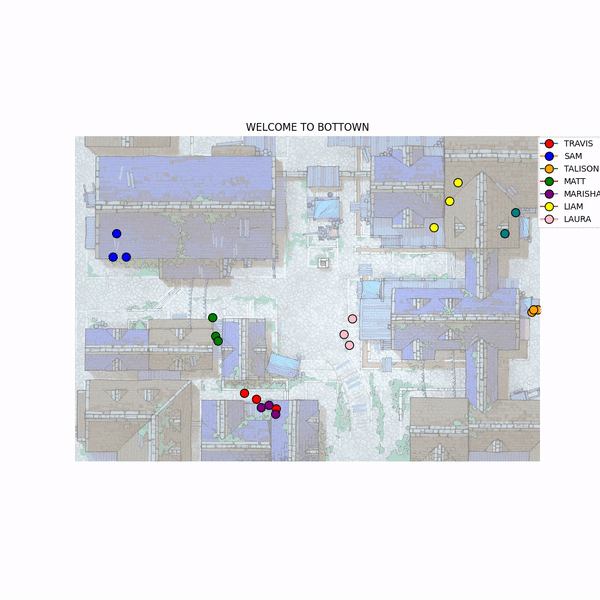 WELCOME TO BOTTOWN
TRAVIS
SAM
TALISON
MATT
MARISHA
LIAM
LAURA